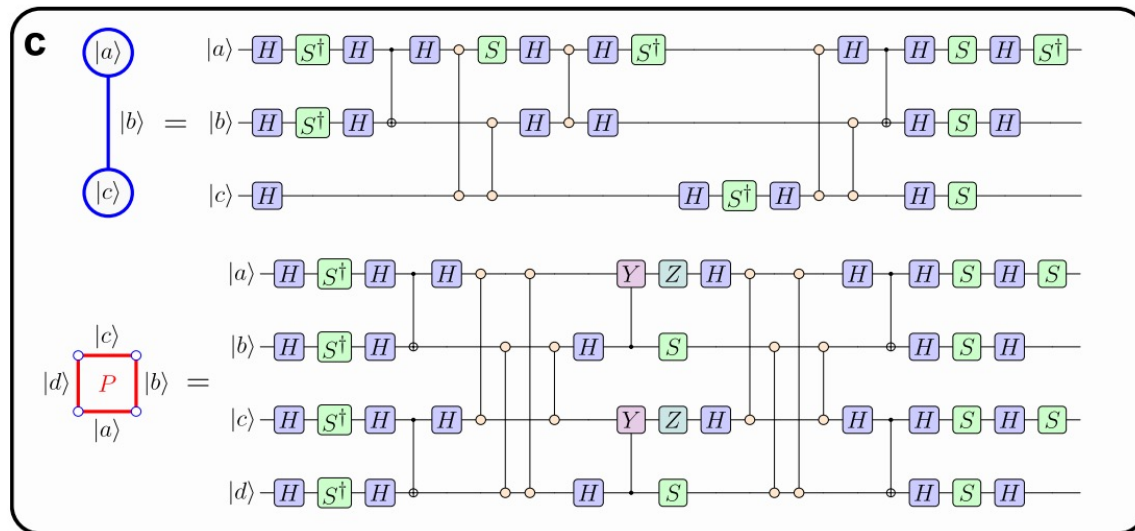 c
|a⟩
|b⟩ =
|c⟩
|a⟩ H S† H H S H H S† H H S H S†
|b⟩ H S† H H H H S H
|c⟩ H H S† H H S
|c⟩
|d⟩ P |b⟩ =
|a⟩
|a⟩ H S† H H Y Z H H H S H S
|b⟩ H S† H H S H S H
|c⟩ H S† H H Y Z H H H S H S
|d⟩ H S† H H S H S H